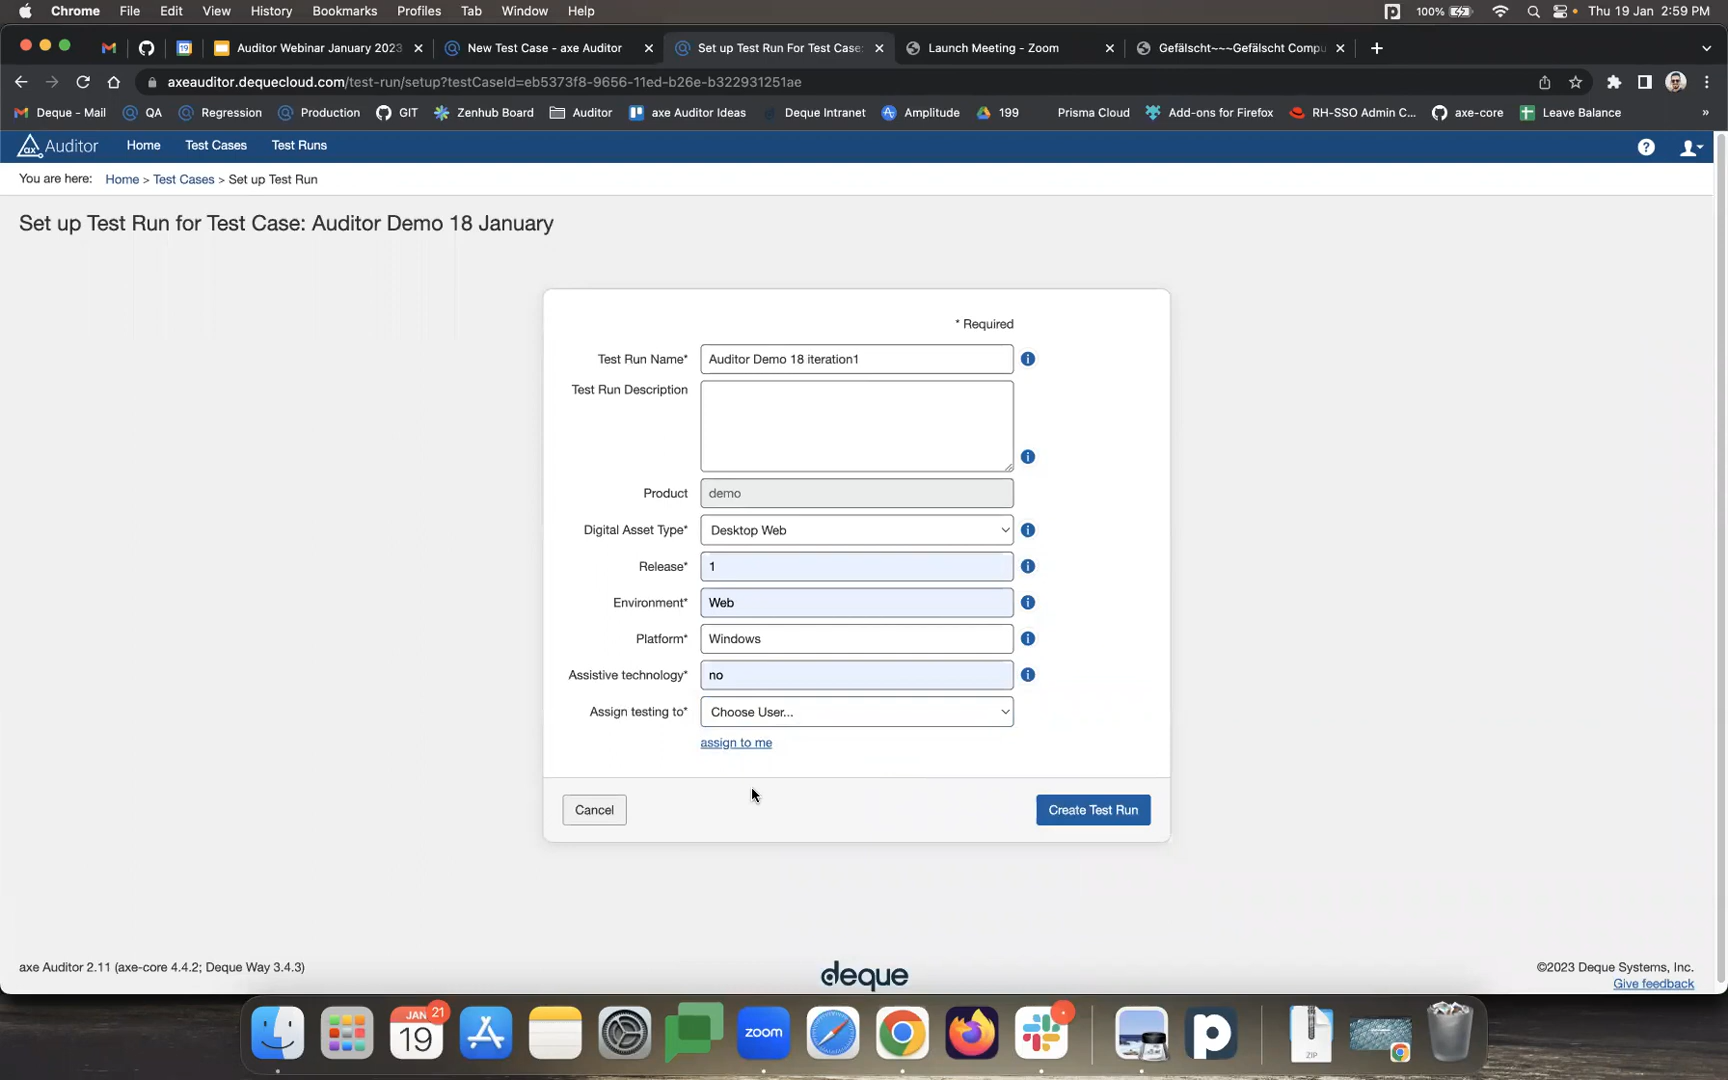 Chrome File Edit View History Bookmarks Profiles Tab Window Help 100% Thu 19 Jan 2:59 PM
Auditor Webinar January 2023 New Test Case - axe Auditor Set up Test Run For Test Case: Launch Meeting - Zoom Gefälscht~~~Gefälscht Compu
axeauditor.dequecloud.com/test-run/setup?testCaseId=eb5373f8-9656-11ed-b26e-b322931251ae
Deque - Mail QA Regression Production GIT Zenhub Board Auditor axe Auditor Ideas Deque Intranet Amplitude 199 Prisma Cloud Add-ons for Firefox RH-SSO Admin C... axe-core Leave Balance »
ax Auditor Home Test Cases Test Runs ?
You are here: Home > Test Cases > Set up Test Run
Set up Test Run for Test Case: Auditor Demo 18 January
* Required
Test Run Name* Auditor Demo 18 iteration1 i
Test Run Description i
Product demo
Digital Asset Type* Desktop Web i
Release* 1 i
Environment* Web i
Platform* Windows i
Assistive technology* no i
Assign testing to* Choose User...
assign to me
Cancel Create Test Run
axe Auditor 2.11 (axe-core 4.4.2; Deque Way 3.4.3) deque ©2023 Deque Systems, Inc.
Give feedback
JAN 21
19 zoom p ZIP